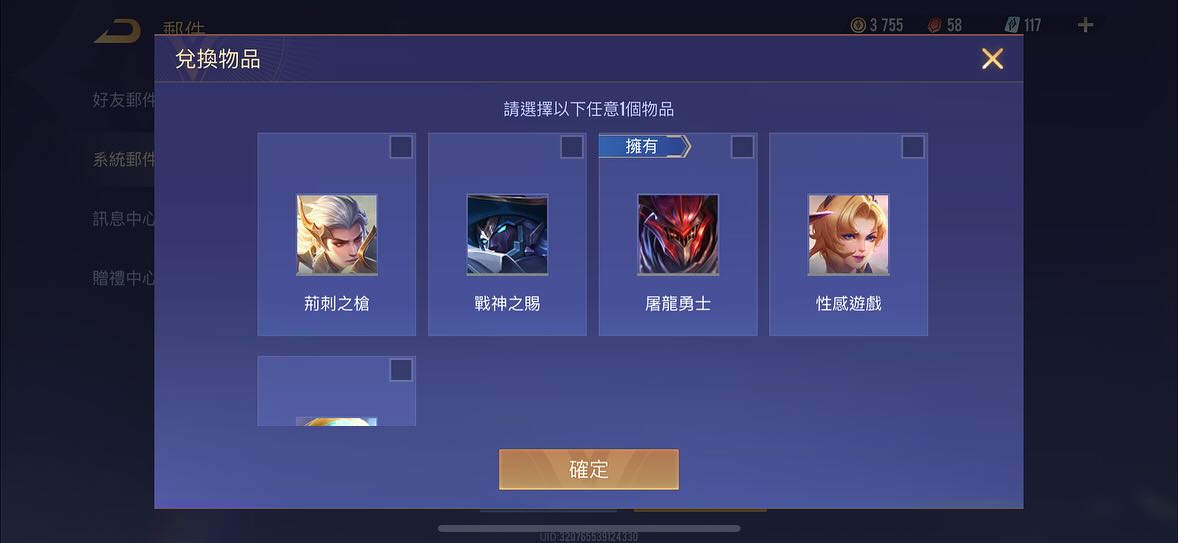 郵件
3 755
58
117
兌換物品
請選擇以下任意1個物品
好友郵件
系統郵件
訊息中心
贈禮中心
擁有
荊刺之槍
戰神之賜
屠龍勇士
性感遊戲
確定
UID:320765539124330